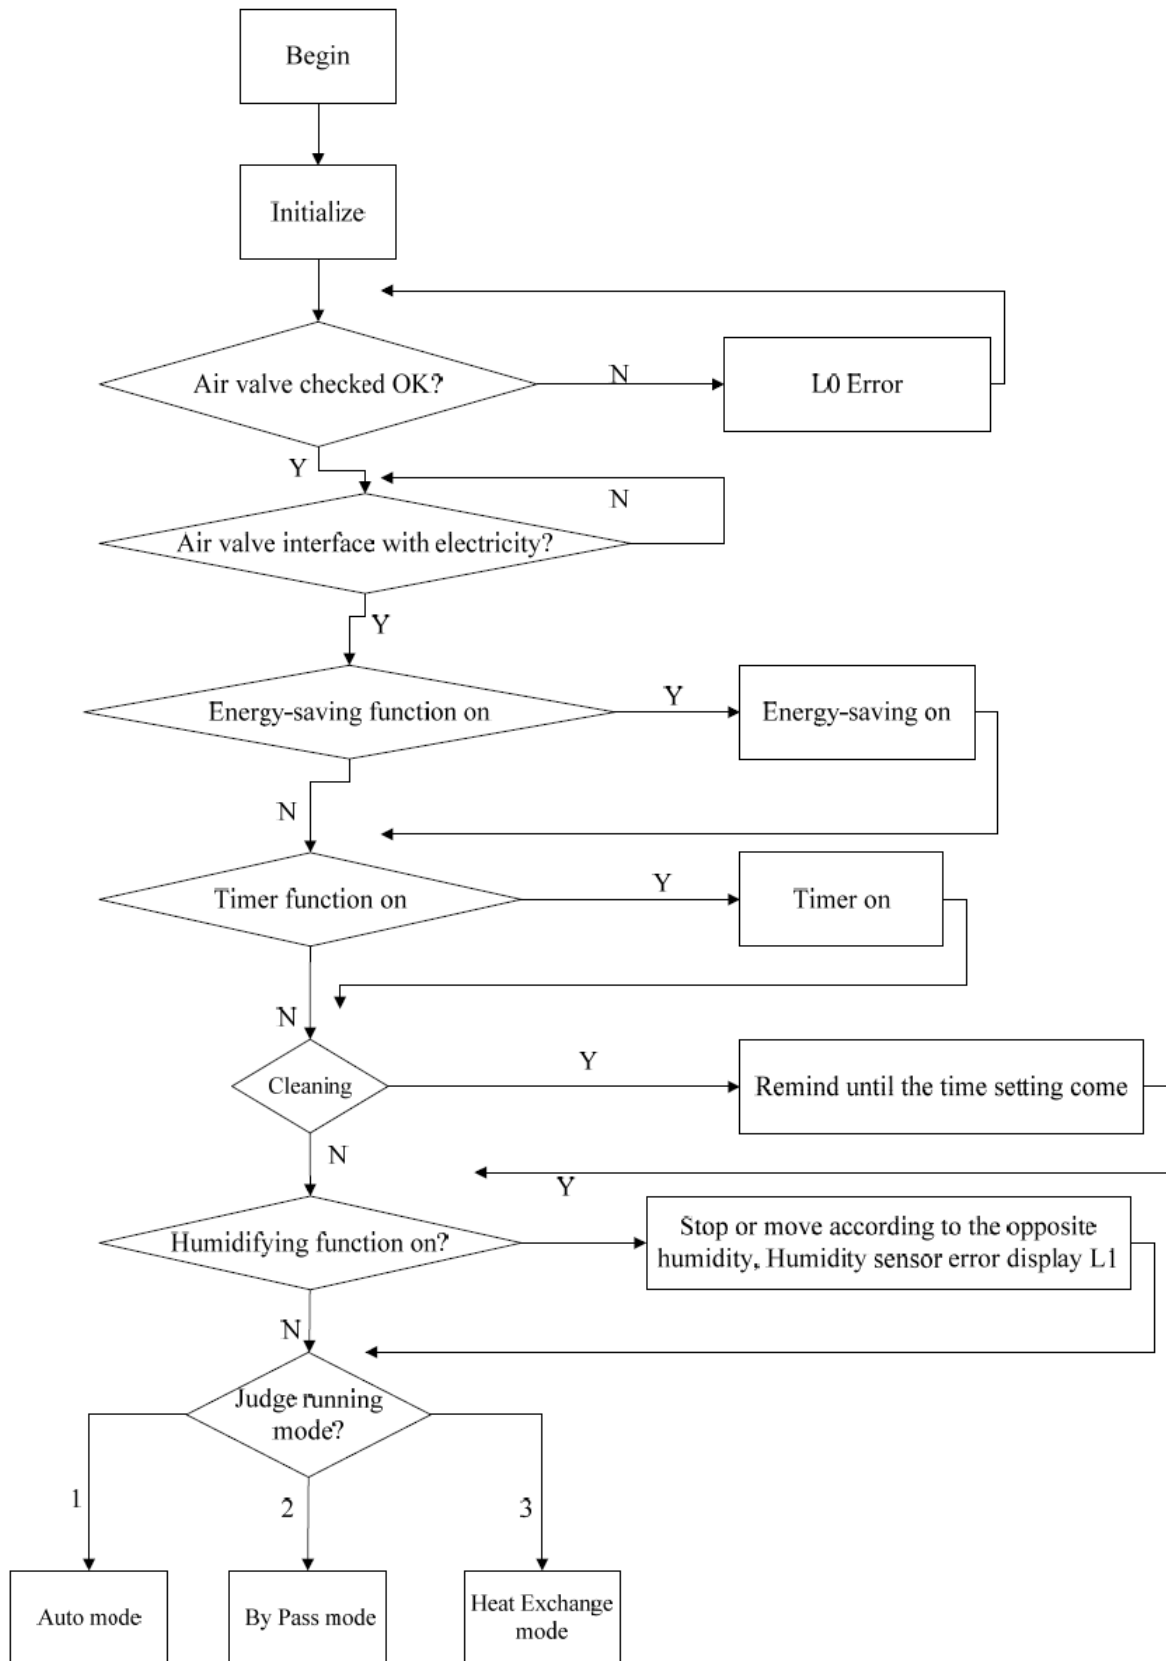 Begin
Initialize
Air valve checked OK?
N
L0 Error
Y
N
Air valve interface with electricity?
Y
Energy-saving function on
Y
Energy-saving on
N
Timer function on
Y
Timer on
N
Cleaning
Y
Remind until the time setting come
N
Y
Humidifying function on?
Stop or move according to the opposite
humidity, Humidity sensor error display L1
N
Judge running
mode?
1
2
3
Auto mode
By Pass mode
Heat Exchange
mode